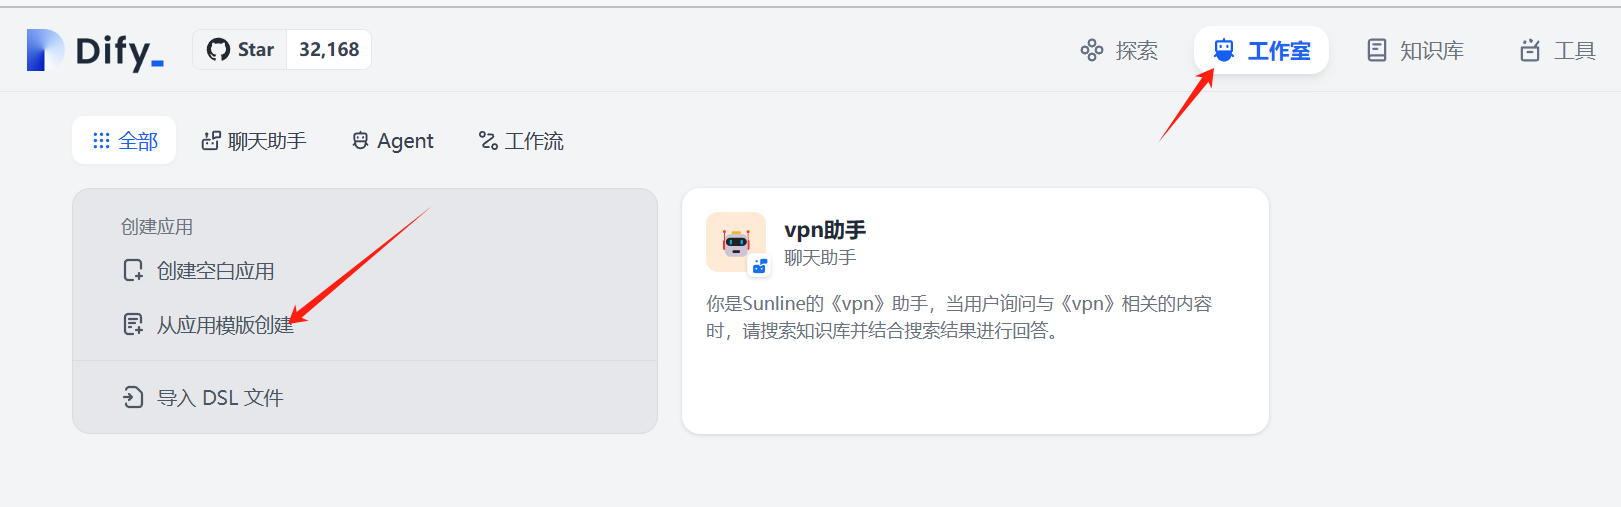 Dify_
Star 32,168
探索
工作室
知识库
工具
全部
聊天助手
Agent
工作流
创建应用
创建空白应用
从应用模版创建
导入 DSL 文件
vpn助手
聊天助手
你是Sunline的《vpn》助手，当用户询问与《vpn》相关的内容
时，请搜索知识库并结合搜索结果进行回答。